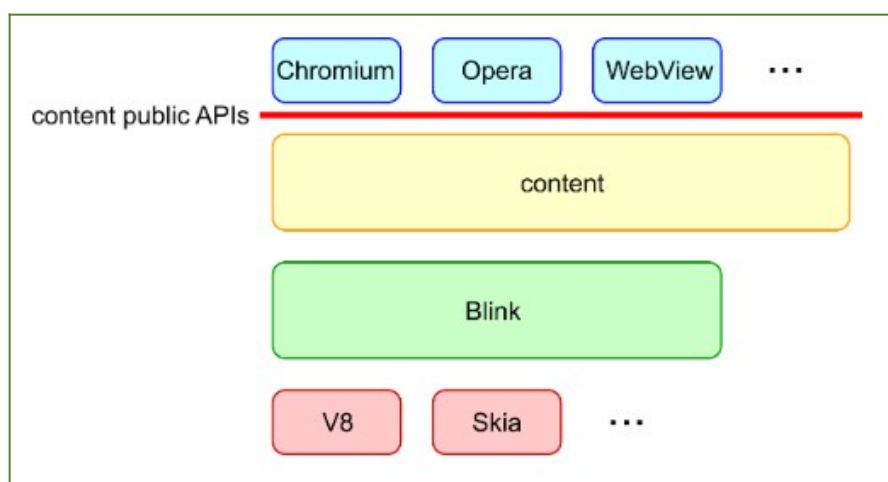 Chromium Opera WebView ...
content public APIs
content
Blink
V8 Skia ...